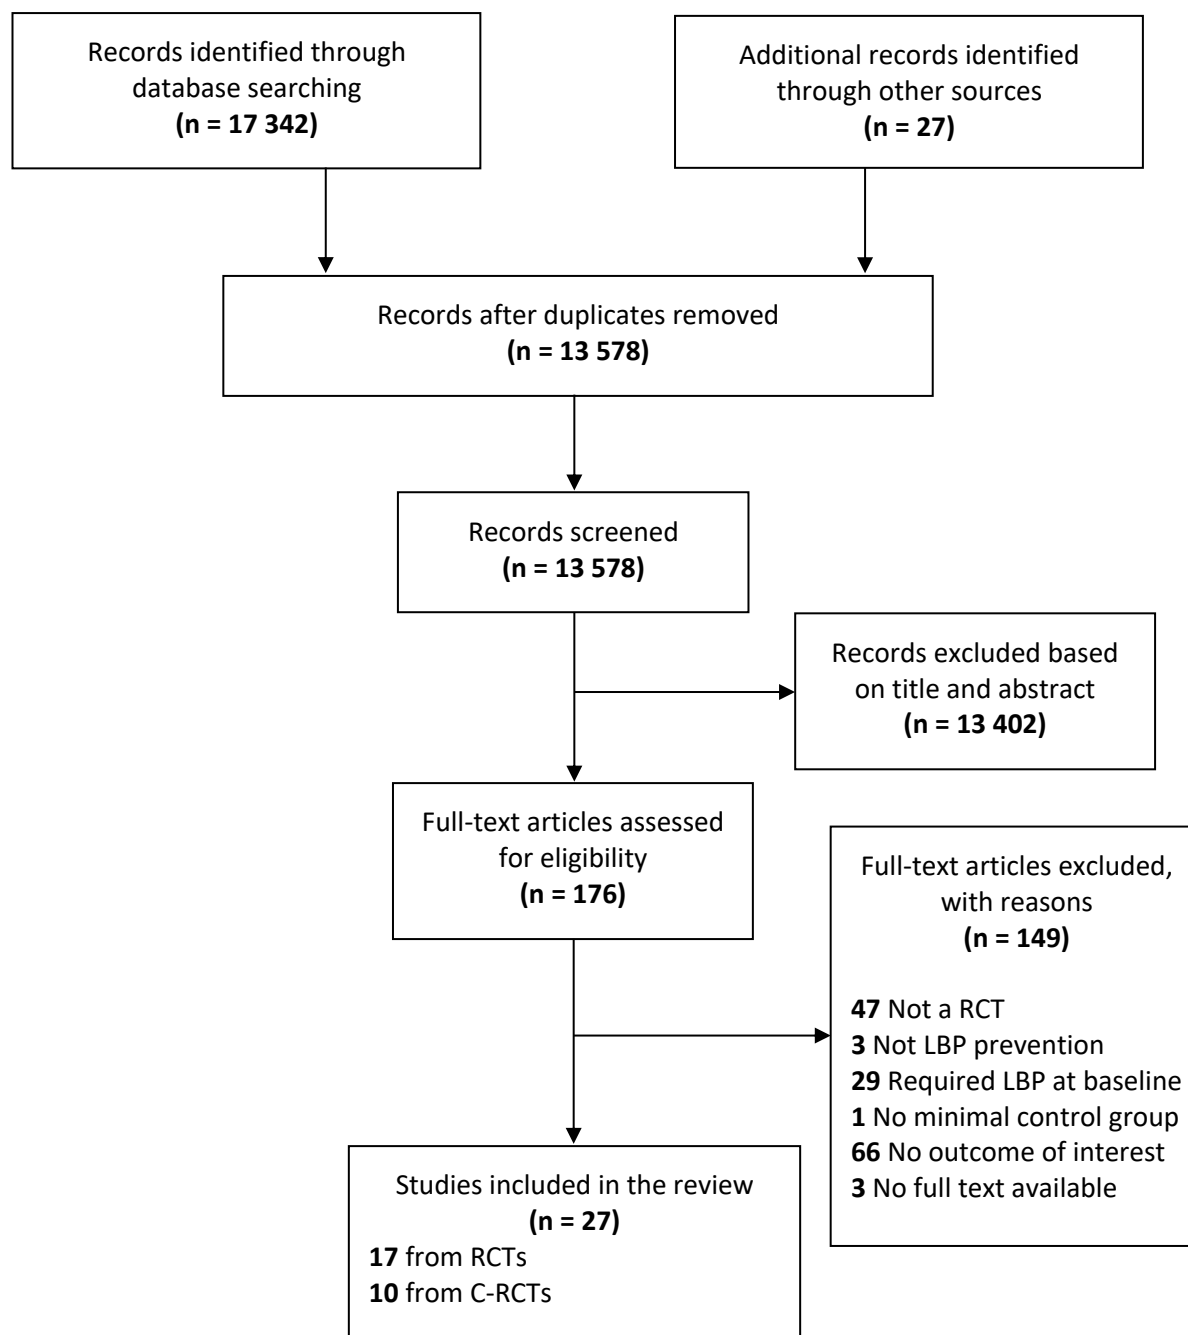 Records identified through
database searching
(n = 17 342)
Additional records identified
through other sources
(n = 27)
Records after duplicates removed
(n = 13 578)
Records screened
(n = 13 578)
Records excluded based
on title and abstract
(n = 13 402)
Full-text articles assessed
for eligibility
(n = 176)
Full-text articles excluded,
with reasons
(n = 149)
47 Not a RCT
3 Not LBP prevention
29 Required LBP at baseline
1 No minimal control group
66 No outcome of interest
3 No full text available
Studies included in the review
(n = 27)
17 from RCTs
10 from C-RCTs